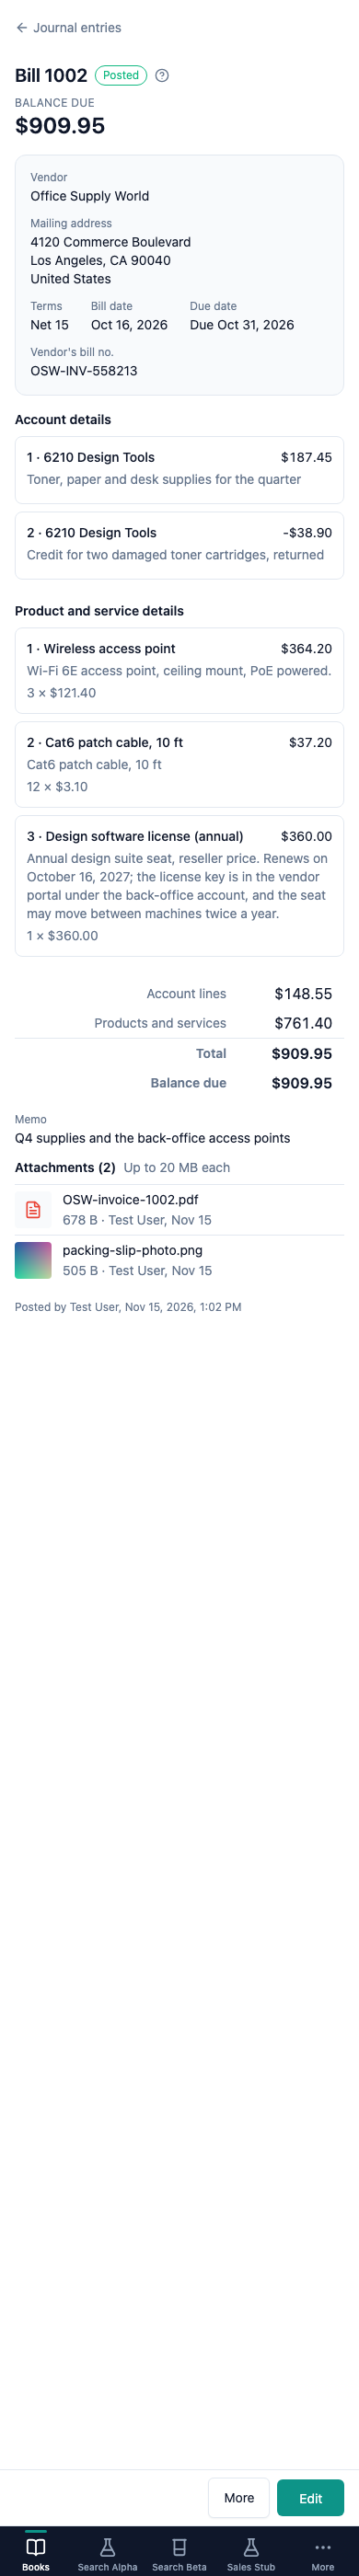 Journal entries
Bill 1002 Posted
BALANCE DUE
$909.95
Vendor
Office Supply World
Mailing address
4120 Commerce Boulevard
Los Angeles, CA 90040
United States
Terms Bill date Due date
Net 15 Oct 16, 2026 Due Oct 31, 2026
Vendor's bill no.
OSW-INV-558213
Account details
1 · 6210 Design Tools $187.45
Toner, paper and desk supplies for the quarter
2 · 6210 Design Tools -$38.90
Credit for two damaged toner cartridges, returned
Product and service details
1 · Wireless access point $364.20
Wi-Fi 6E access point, ceiling mount, PoE powered.
3 × $121.40
2 · Cat6 patch cable, 10 ft $37.20
Cat6 patch cable, 10 ft
12 × $3.10
3 · Design software license (annual) $360.00
Annual design suite seat, reseller price. Renews on
October 16, 2027; the license key is in the vendor
portal under the back-office account, and the seat
may move between machines twice a year.
1 × $360.00
Account lines $148.55
Products and services $761.40
Total $909.95
Balance due $909.95
Memo
Q4 supplies and the back-office access points
Attachments (2) Up to 20 MB each
OSW-invoice-1002.pdf
678 B · Test User, Nov 15
packing-slip-photo.png
505 B · Test User, Nov 15
Posted by Test User, Nov 15, 2026, 1:02 PM
More Edit
Books Search Alpha Search Beta Sales Stub More